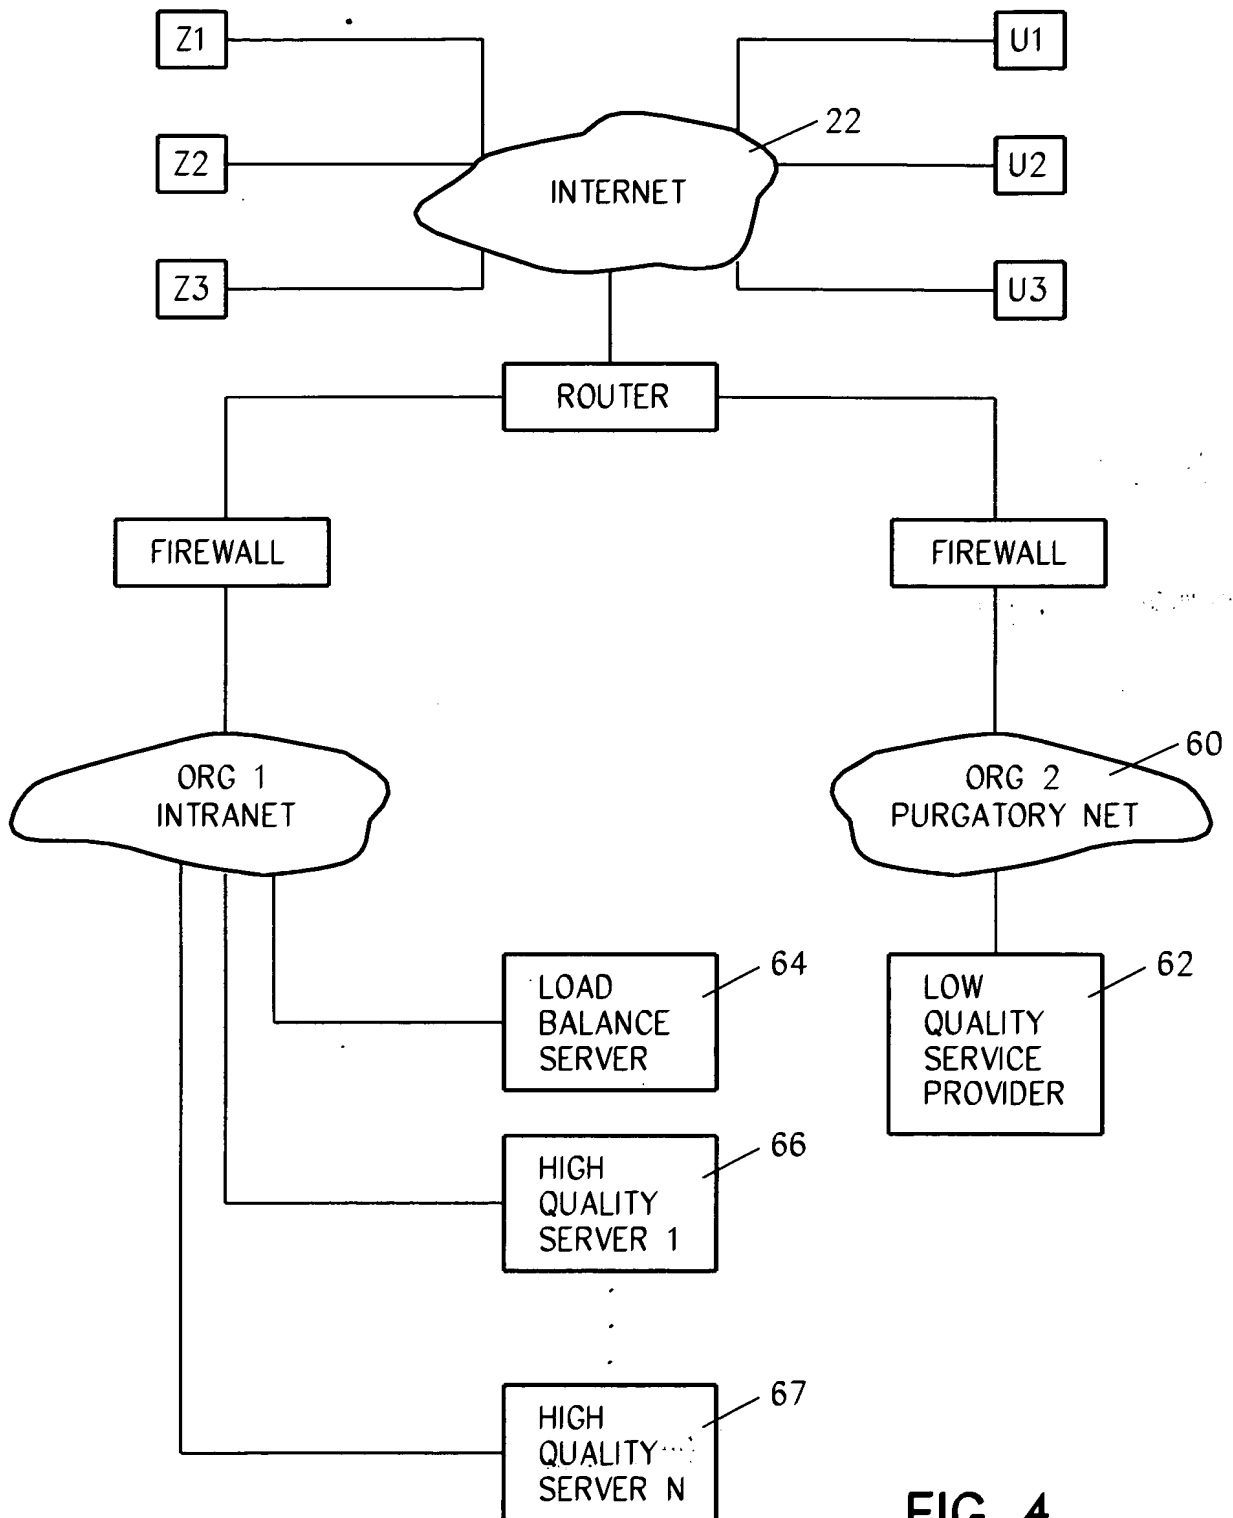 Z1
U1
22
Z2
U2
INTERNET
Z3
U3
ROUTER
FIREWALL
FIREWALL
60
ORG 1
INTRANET
ORG 2
PURGATORY NET
64
LOAD
BALANCE
SERVER
62
LOW
QUALITY
SERVICE
PROVIDER
66
HIGH
QUALITY
SERVER 1
67
HIGH
QUALITY
SERVER N
FIG. 4